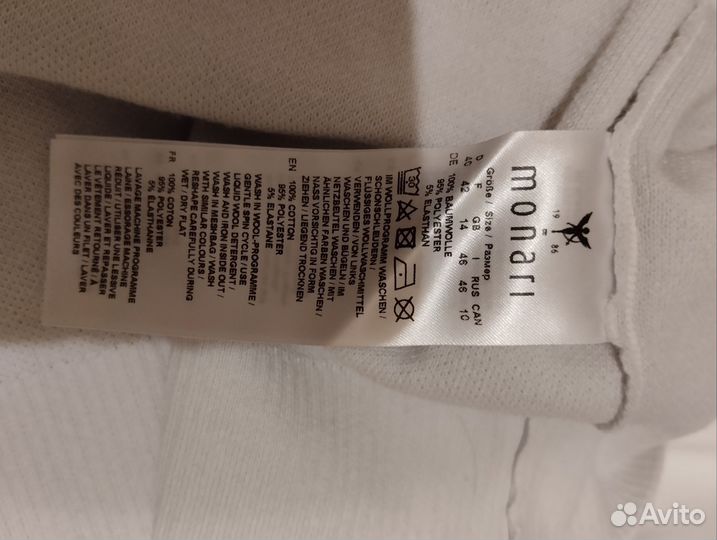 19 86
monari
Größe / Size / Размер
D F GB RUS CAN
40 42 14 46 46 10
DE 100% BAUMWOLLE
95% POLYESTER
5% ELASTHAN
30
IM WOLLPROGRAMM WASCHEN /
SCHONSCHLEUDERN /
FLÜSSIGES WOLLWASCHMITTEL
VERWENDEN / VON LINKS
WASCHEN UND BÜGELN / IM
NETZBEUTEL WASCHEN / MIT
ÄHNLICHEN FARBEN WASCHEN /
NASS VORSICHTIG IN FORM
ZIEHEN / LIEGEND TROCKNEN
EN 100% COTTON
95% POLYESTER
5% ELASTANE
WASH IN WOOL-PROGRAMME /
GENTLE SPIN CYCLE / USE
LIQUID WOOL DETERGENT /
WASH AND IRON INSIDE OUT /
WASH IN MESHBAG / WASH
WITH SIMILAR COLOURS /
RESHAPE CAREFULLY DURING
WET / DRY FLAT
FR 100% COTON
95% POLYESTER
5% ÉLASTHANNE
LAVAGE MACHINE PROGRAMME
LAINE / ESSORAGE MACHINE
RÉDUIT / UTILISER UNE LESSIVE
LIQUIDE / LAVER ET REPASSER
LE VÊTEMENT RETOURNÉ / À
LAVER DANS UN FILET / LAVER
AVEC DES COULEURS
Avito